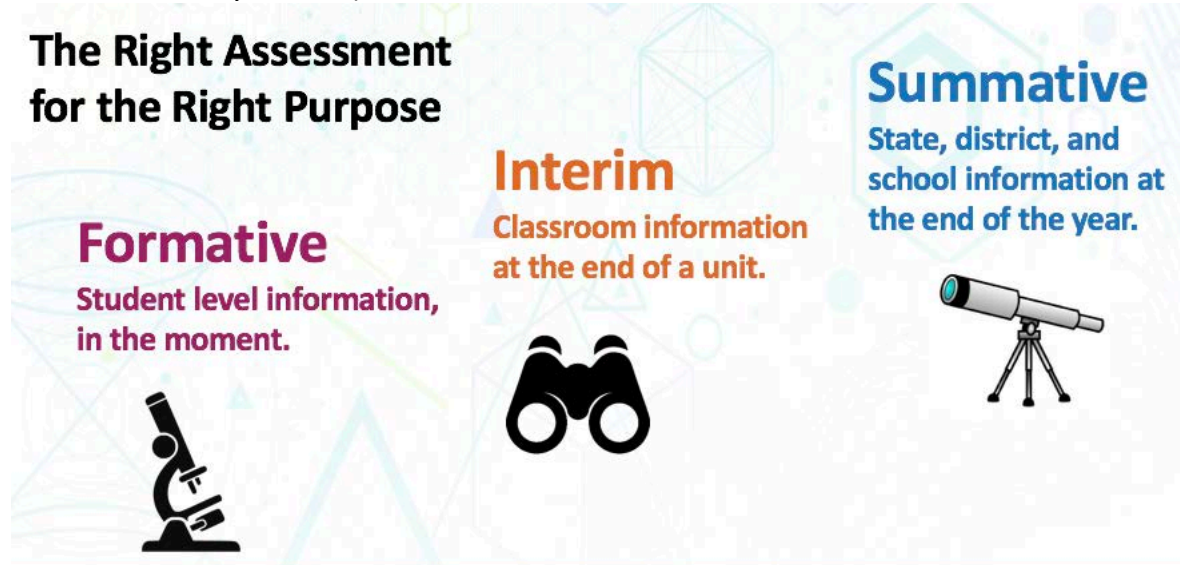 The Right Assessment
for the Right Purpose
Formative
Student level information,
in the moment.
Interim
Classroom information
at the end of a unit.
Summative
State, district, and
school information at
the end of the year.